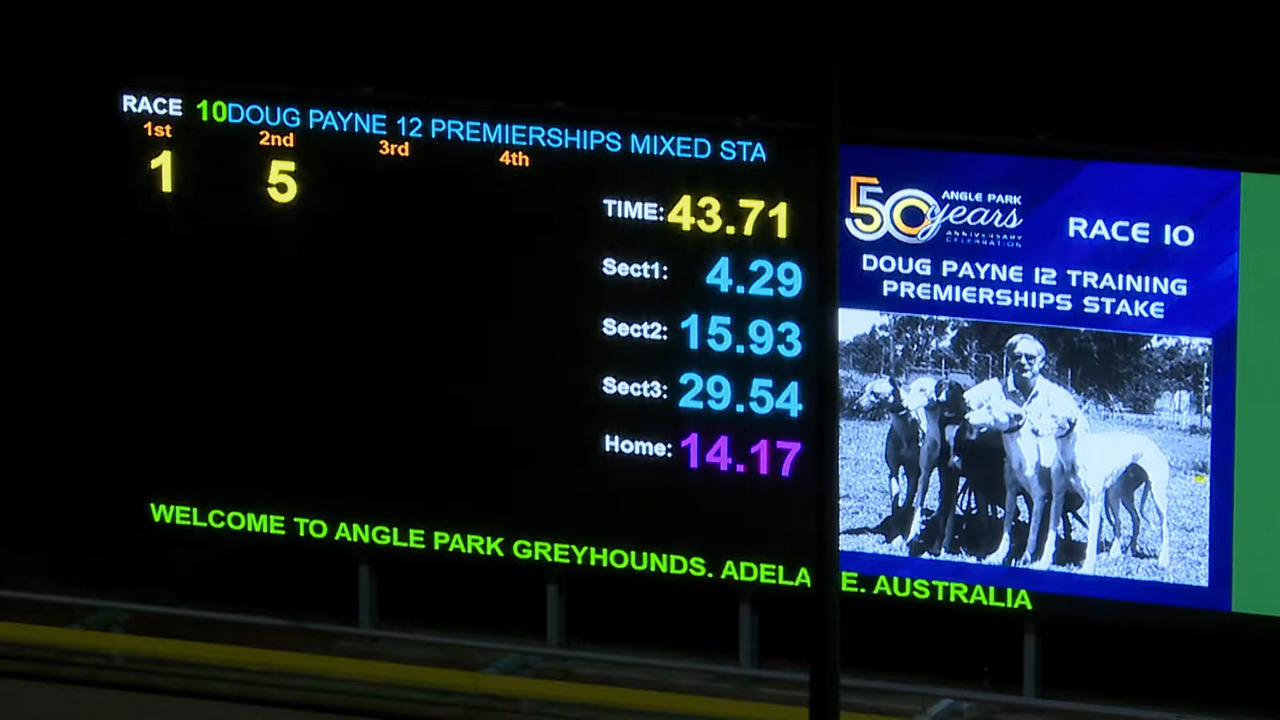 RACE 10DOUG PAYNE 12 PREMIERSHIPS MIXED STA
1st 2nd 3rd 4th
1 5
TIME: 43.71
Sect1: 4.29
Sect2: 15.93
Sect3: 29.54
Home: 14.17
WELCOME TO ANGLE PARK GREYHOUNDS. ADELA E. AUSTRALIA
50 years
ANGLE PARK
ANNIVERSARY
CELEBRATION
RACE 10
DOUG PAYNE 12 TRAINING
PREMIERSHIPS STAKE